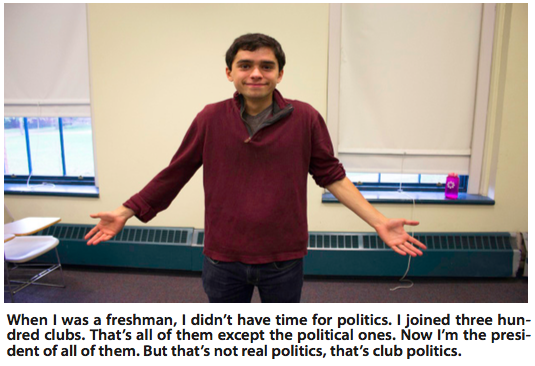 When I was a freshman, I didn't have time for politics. I joined three hun-
dred clubs. That's all of them except the political ones. Now I'm the presi-
dent of all of them. But that's not real politics, that's club politics.